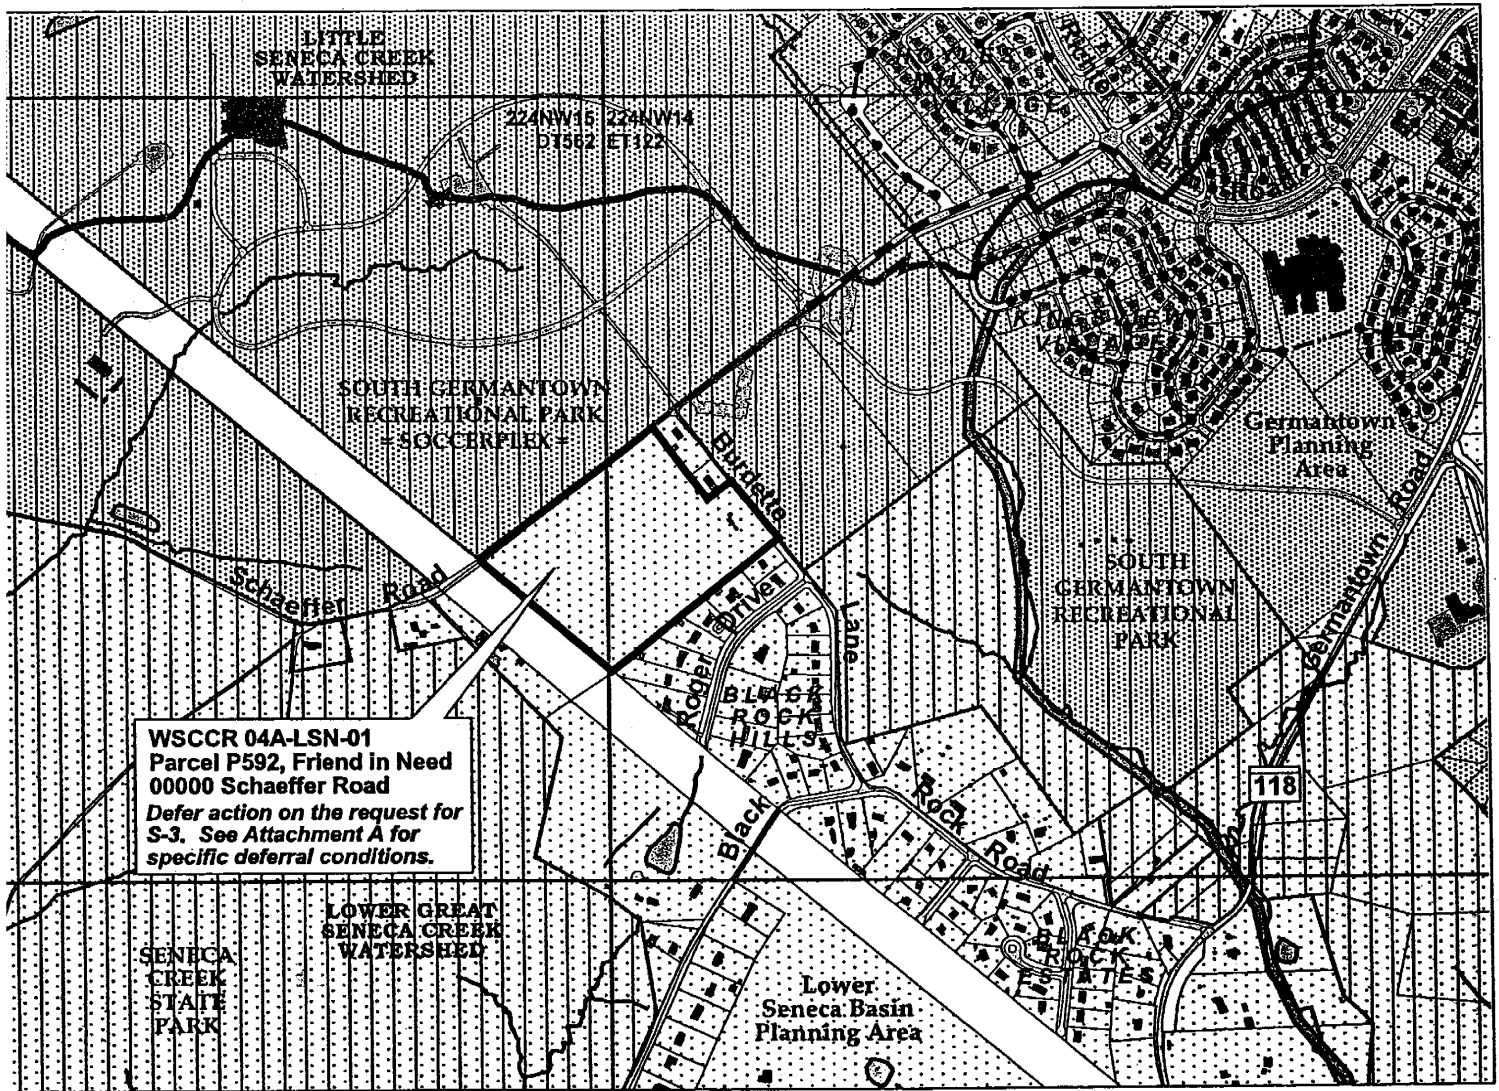 LITTLE
SENECA CREEK
WATERSHED
224NW15 224NW14
DT562 ET122
Road
KINGSVIEW
VILLAGE
SOUTH GERMANTOWN
RECREATIONAL PARK
= SOCCERPLEX =
Burdette
Lane
Germantown
Planning
Area
Germantown Road
SOUTH
GERMANTOWN
RECREATIONAL
PARK
Schaeffer Road
Roger Drive
BLACK
ROCK
HILLS
118
WSCCR 04A-LSN-01
Parcel P592, Friend in Need
00000 Schaeffer Road
Defer action on the request for
S-3. See Attachment A for
specific deferral conditions.
Black Rock Road
LOWER GREAT
SENECA CREEK
WATERSHED
SENECA
CREEK
STATE
PARK
BLACK
ROCK
ESTATES
Lower
Seneca Basin
Planning Area